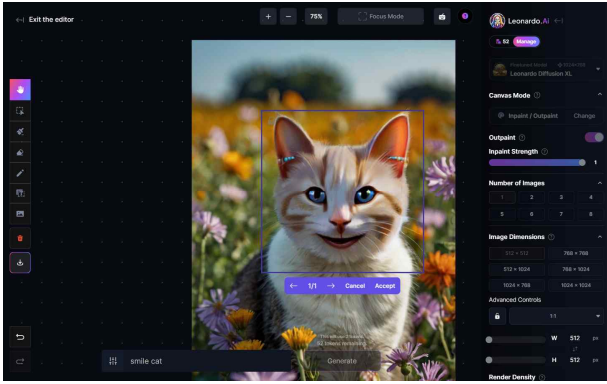 Exit the editor
+ − 75% Focus Mode
Leonardo.Ai
52 Manage
Leonardo Diffusion XL
Canvas Mode
Inpaint / Outpaint Change
Outpaint
Inpaint Strength
1
Number of Images
1 2 3 4
5 6 7 8
Image Dimensions
512 × 512 768 × 768
512 × 1024 768 × 1024
1024 × 768 1024 × 1024
Advanced Controls
1:1
W 512 px
H 512 px
Render Density
← 1/1 → Cancel Accept
smile cat
Generate